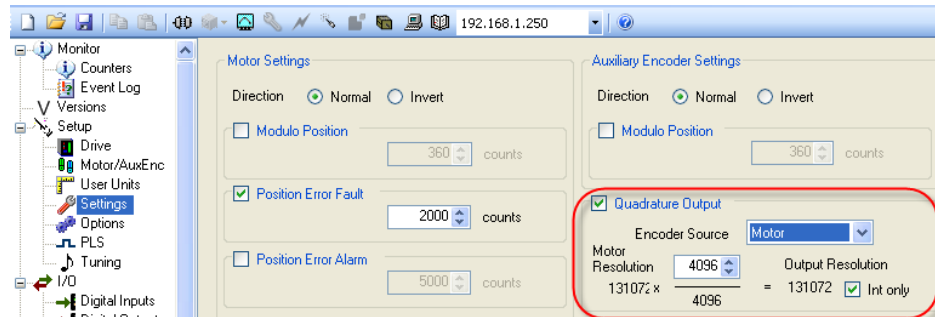 192.168.1.250
Monitor
Counters
Event Log
Versions
Setup
Drive
Motor/AuxEnc
User Units
Settings
Options
PLS
Tuning
I/O
Digital Inputs
Motor Settings
Direction Normal Invert
Modulo Position
360 counts
Position Error Fault
2000 counts
Position Error Alarm
5000 counts
Auxiliary Encoder Settings
Direction Normal Invert
Modulo Position
360 counts
Quadrature Output
Encoder Source Motor
Motor
Resolution 4096 Output Resolution
131072 x = 131072 Int only
4096